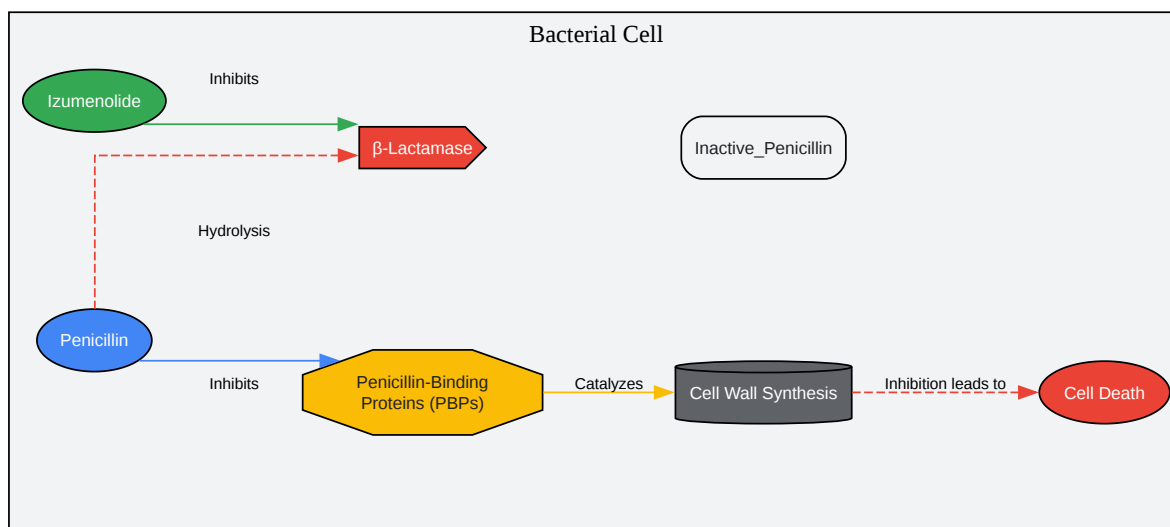 Bacterial Cell
Inhibits
Izumenolide
β-Lactamase
Inactive_Penicillin
Hydrolysis
Penicillin
Inhibits
Penicillin-Binding
Proteins (PBPs)
Catalyzes
Cell Wall Synthesis
Inhibition leads to
Cell Death